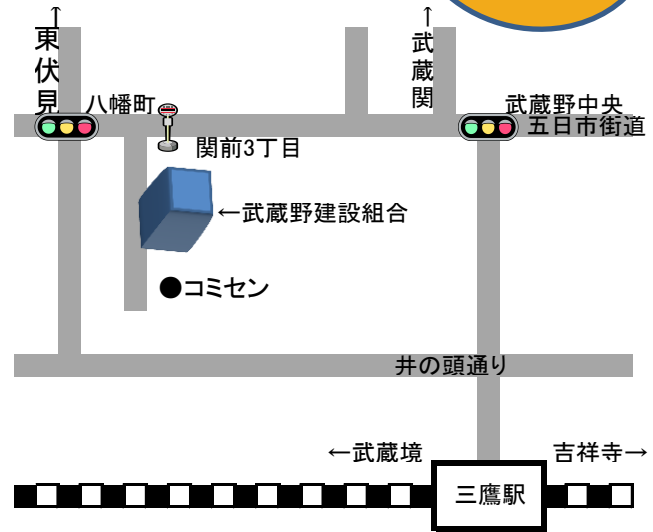 ↑
東伏見
↑
武蔵関
八幡町
武蔵野中央
五日市街道
関前3丁目
←武蔵野建設組合
●コミセン
井の頭通り
←武蔵境
吉祥寺→
三鷹駅